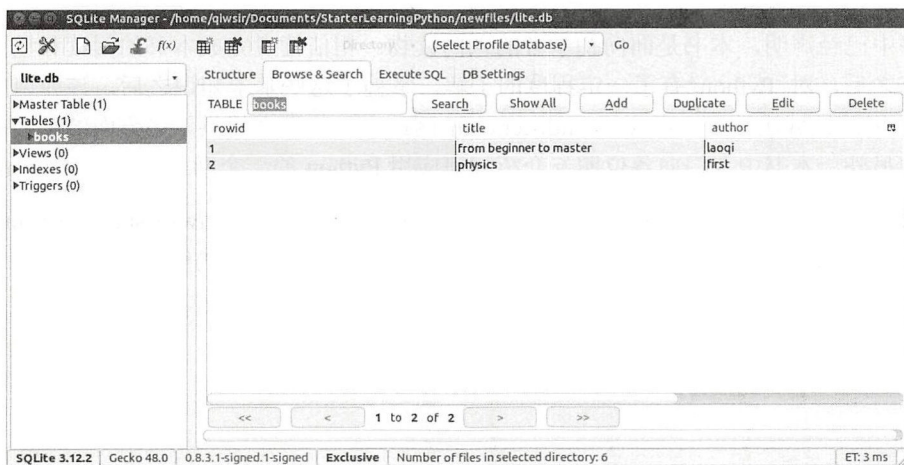 SQLite Manager - /home/qiwsir/Documents/StarterLearningPython/newfiles/lite.db
f(x) Directory (Select Profile Database) Go
lite.db
Structure Browse & Search Execute SQL DB Settings
Master Table (1)
Tables (1)
books
Views (0)
Indexes (0)
Triggers (0)
TABLE books Search Show All Add Duplicate Edit Delete
rowid title author
1 from beginner to master laoqi
2 physics first
<< < 1 to 2 of 2 > >>
SQLite 3.12.2 Gecko 48.0 0.8.3.1-signed.1-signed Exclusive Number of files in selected directory: 6 ET: 3 ms